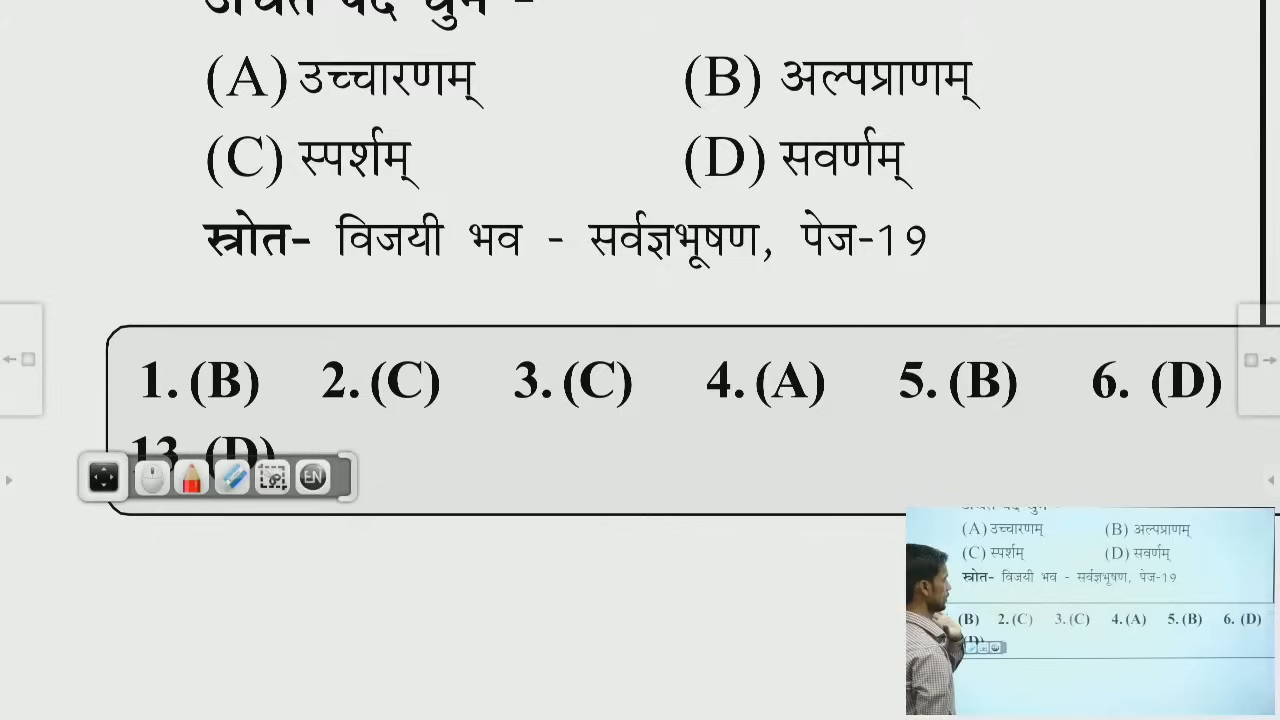 (A) उच्चारणम् (B) अल्पप्राणम्
(C) स्पर्शम् (D) सवर्णम्
स्त्रोत- विजयी भव - सर्वज्ञभूषण, पेज-19
1. (B) 2. (C) 3. (C) 4. (A) 5. (B) 6. (D)
13. (D)
EN
(A) उच्चारणम् (B) अल्पप्राणम्
(C) स्पर्शम् (D) सवर्णम्
स्त्रोत- विजयी भव - सर्वज्ञभूषण, पेज-19
(B) 2. (C) 3. (C) 4. (A) 5. (B) 6. (D)